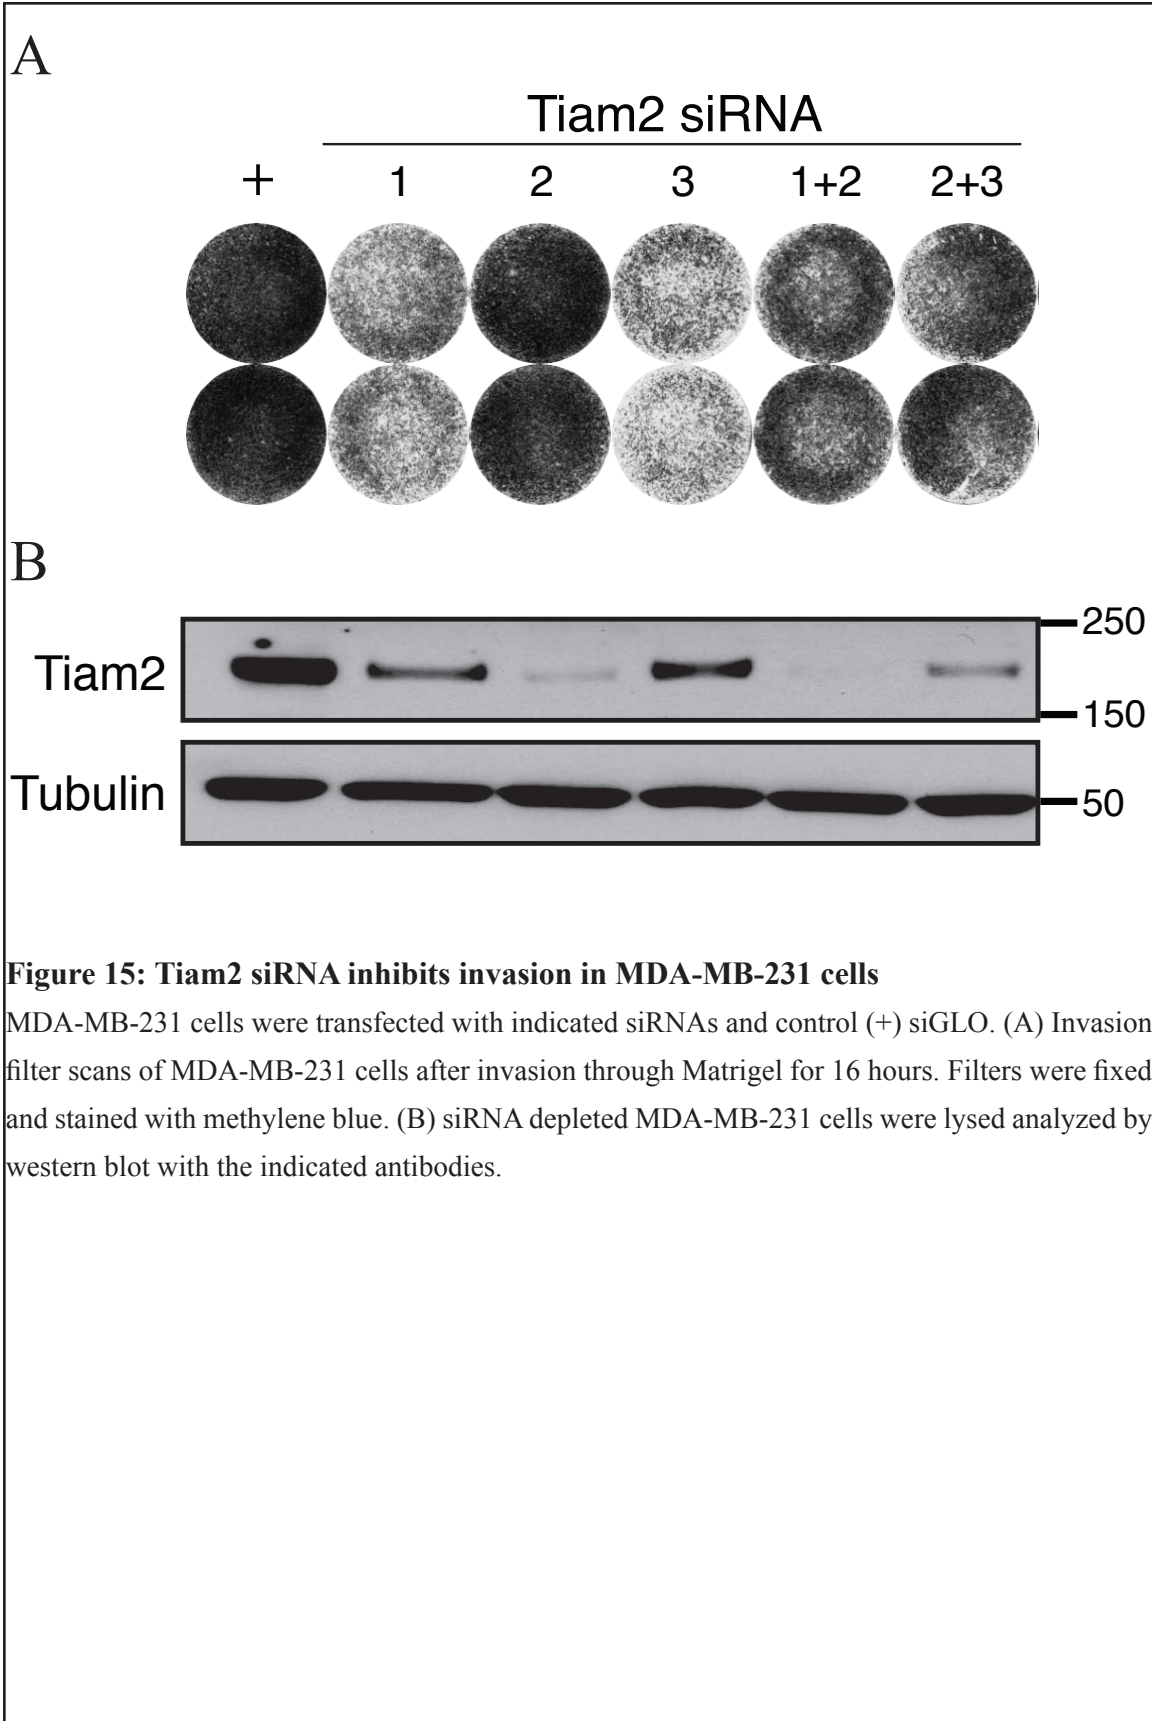 A
Tiam2 siRNA
+ 1 2 3 1+2 2+3
B
Tiam2
250
150
Tubulin
50
Figure 15: Tiam2 siRNA inhibits invasion in MDA-MB-231 cells
MDA-MB-231 cells were transfected with indicated siRNAs and control (+) siGLO. (A) Invasion
filter scans of MDA-MB-231 cells after invasion through Matrigel for 16 hours. Filters were fixed
and stained with methylene blue. (B) siRNA depleted MDA-MB-231 cells were lysed analyzed by
western blot with the indicated antibodies.